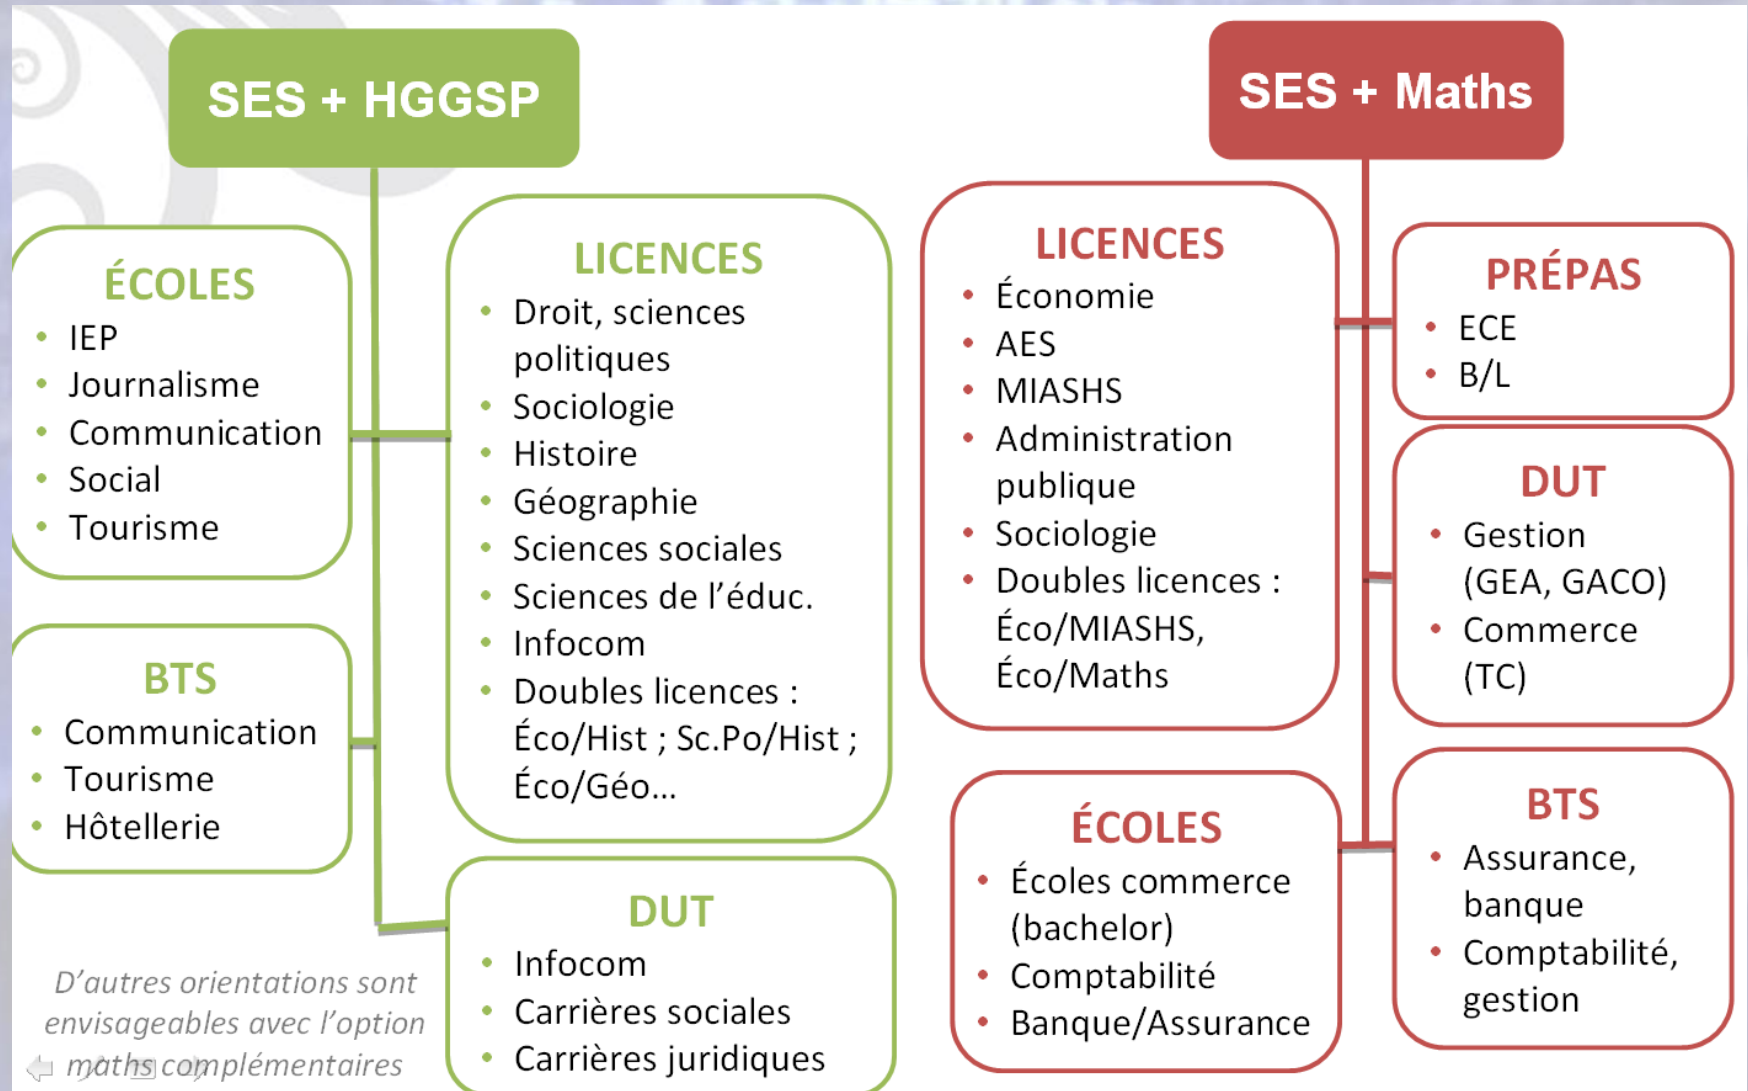 SES + HGGSP
ÉCOLES
• IEP
• Journalisme
• Communication
• Social
• Tourisme
LICENCES
• Droit, sciences
politiques
• Sociologie
• Histoire
• Géographie
• Sciences sociales
• Sciences de l’éduc.
• Infocom
• Doubles licences :
Éco/Hist ; Sc.Po/Hist ;
Éco/Géo…
BTS
• Communication
• Tourisme
• Hôtellerie
DUT
• Infocom
• Carrières sociales
• Carrières juridiques
D’autres orientations sont
envisageables avec l’option
maths complémentaires
SES + Maths
LICENCES
• Économie
• AES
• MIASHS
• Administration
publique
• Sociologie
• Doubles licences :
Éco/MIASHS,
Éco/Maths
PRÉPAS
• ECE
• B/L
DUT
• Gestion
(GEA, GACO)
• Commerce
(TC)
ÉCOLES
• Écoles commerce
(bachelor)
• Comptabilité
• Banque/Assurance
BTS
• Assurance,
banque
• Comptabilité,
gestion